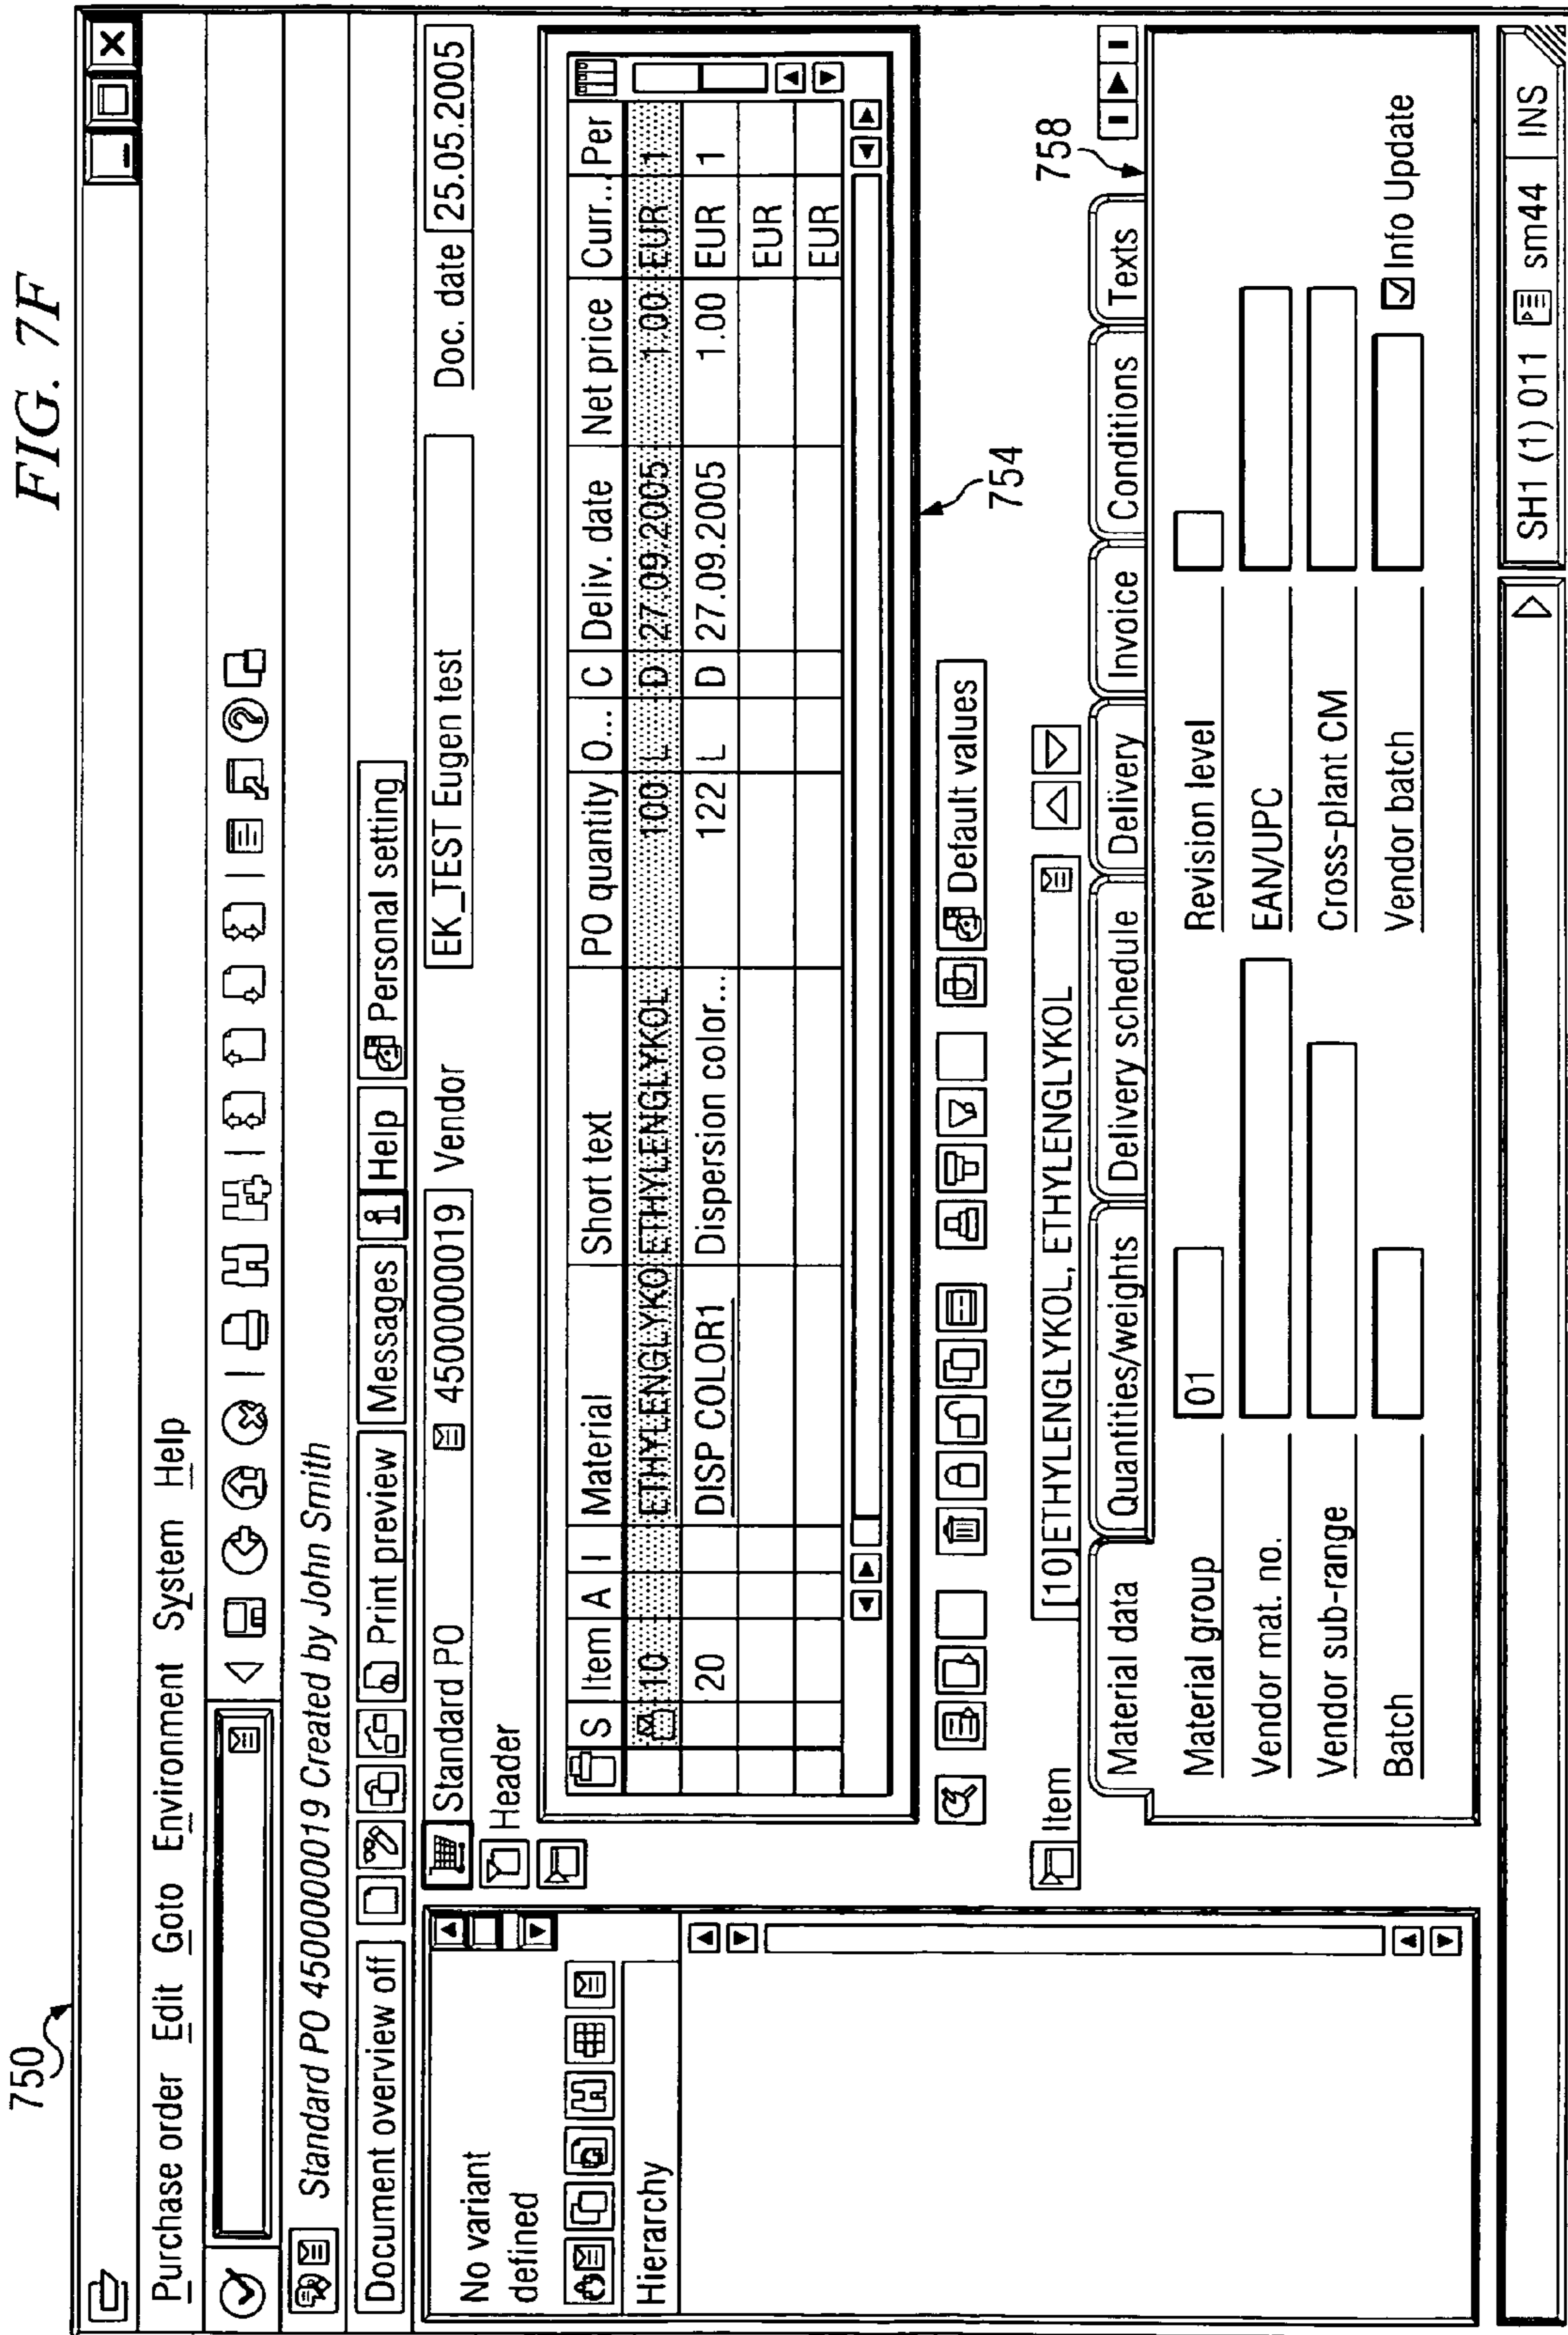 FIG. 7F
750
Purchase order Edit Goto Environment System Help
Standard PO 4500000019 Created by John Smith
Document overview off Print preview Messages Help Personal setting
Standard PO 4500000019 Vendor EK_TEST Eugen test Doc. date 25.05.2005
Header
No variant
defined
Hierarchy
S Item A I Material Short text PO quantity O... C Deliv. date Net price Curr... Per
10 ETHYLENGLYKO ETHYLENGLYKOL 100 L D 27.09.2005 1.00 EUR 1
20 DISP COLOR1 Dispersion color... 122 L D 27.09.2005 1.00 EUR 1
EUR
EUR
754
Default values
Item [10]ETHYLENGLYKOL, ETHYLENGLYKOL
758
Material data Quantities/weights Delivery schedule Delivery Invoice Conditions Texts
Material group 01 Revision level
Vendor mat. no. EAN/UPC
Vendor sub-range Cross-plant CM
Batch Vendor batch Info Update
SH1 (1) 011 sm44 INS